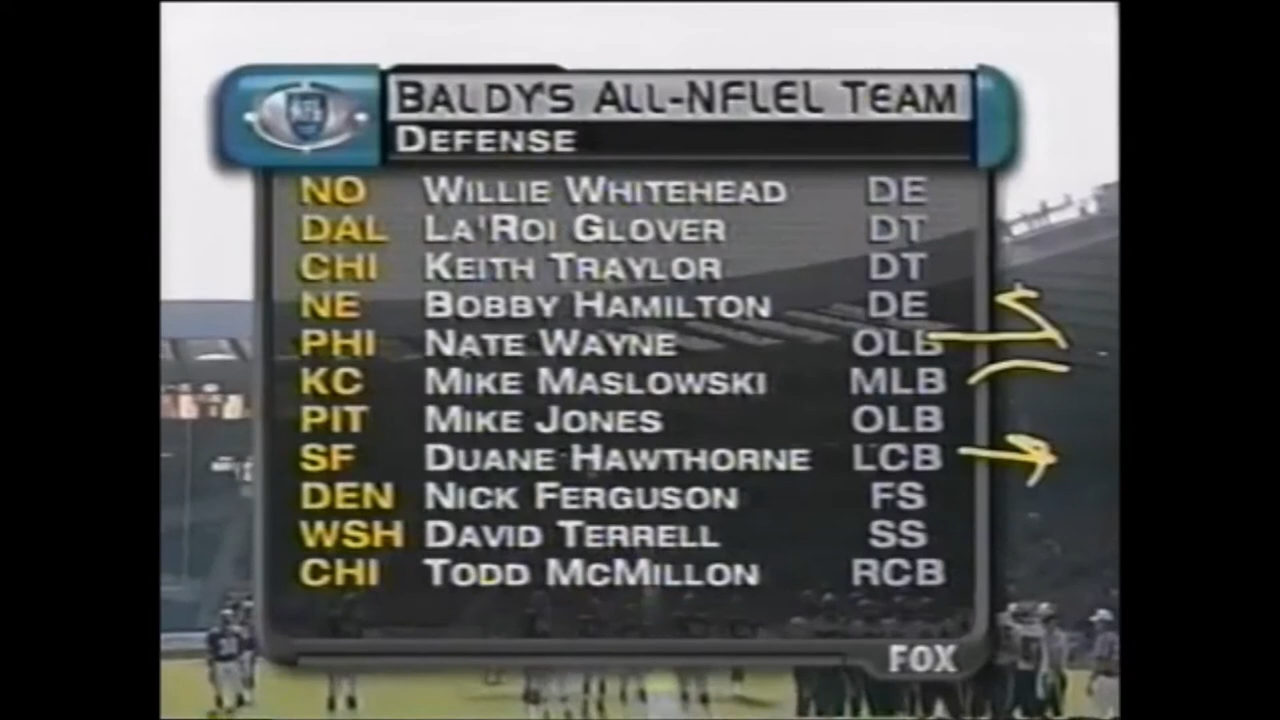 NFL
BALDY'S ALL-NFLEL TEAM
DEFENSE
NO WILLIE WHITEHEAD DE
DAL LA'ROI GLOVER DT
CHI KEITH TRAYLOR DT
NE BOBBY HAMILTON DE
PHI NATE WAYNE OLB
KC MIKE MASLOWSKI MLB
PIT MIKE JONES OLB
SF DUANE HAWTHORNE LCB
DEN NICK FERGUSON FS
WSH DAVID TERRELL SS
CHI TODD MCMILLON RCB
FOX